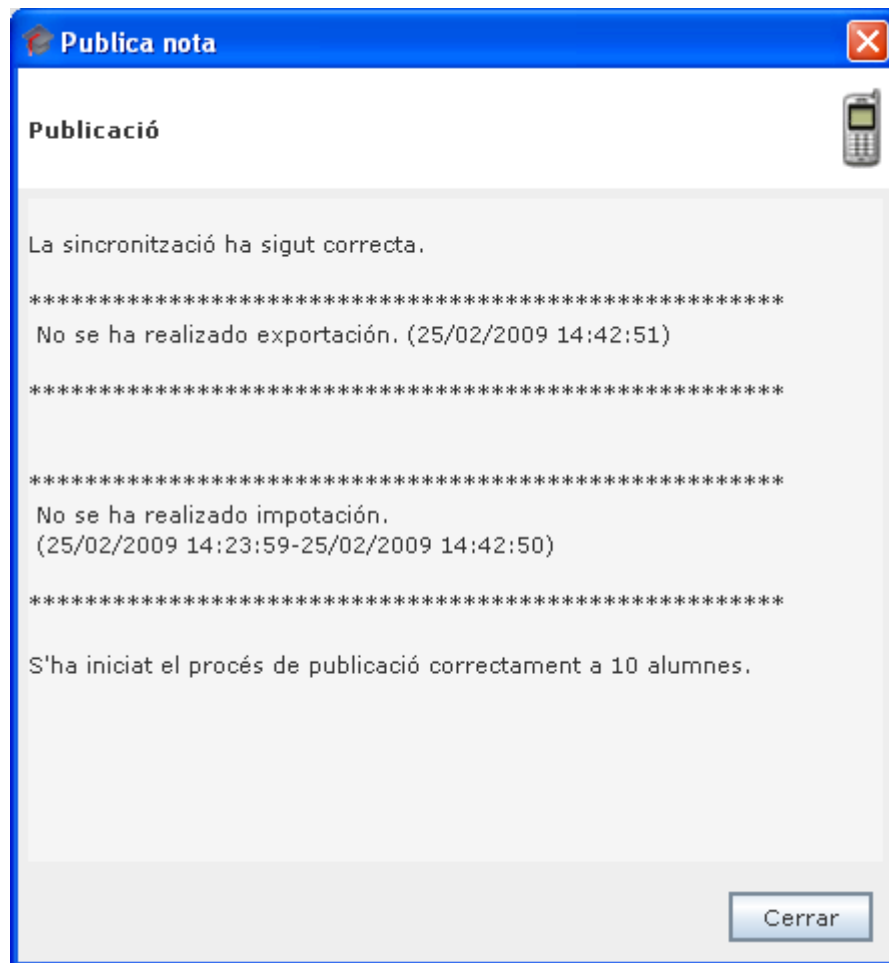 Publica nota
Publicació
La sincronització ha sigut correcta.
******************************************************
No se ha realizado exportación. (25/02/2009 14:42:51)
******************************************************
******************************************************
No se ha realizado impotación.
(25/02/2009 14:23:59-25/02/2009 14:42:50)
******************************************************
S'ha iniciat el procés de publicació correctament a 10 alumnes.
Cerrar